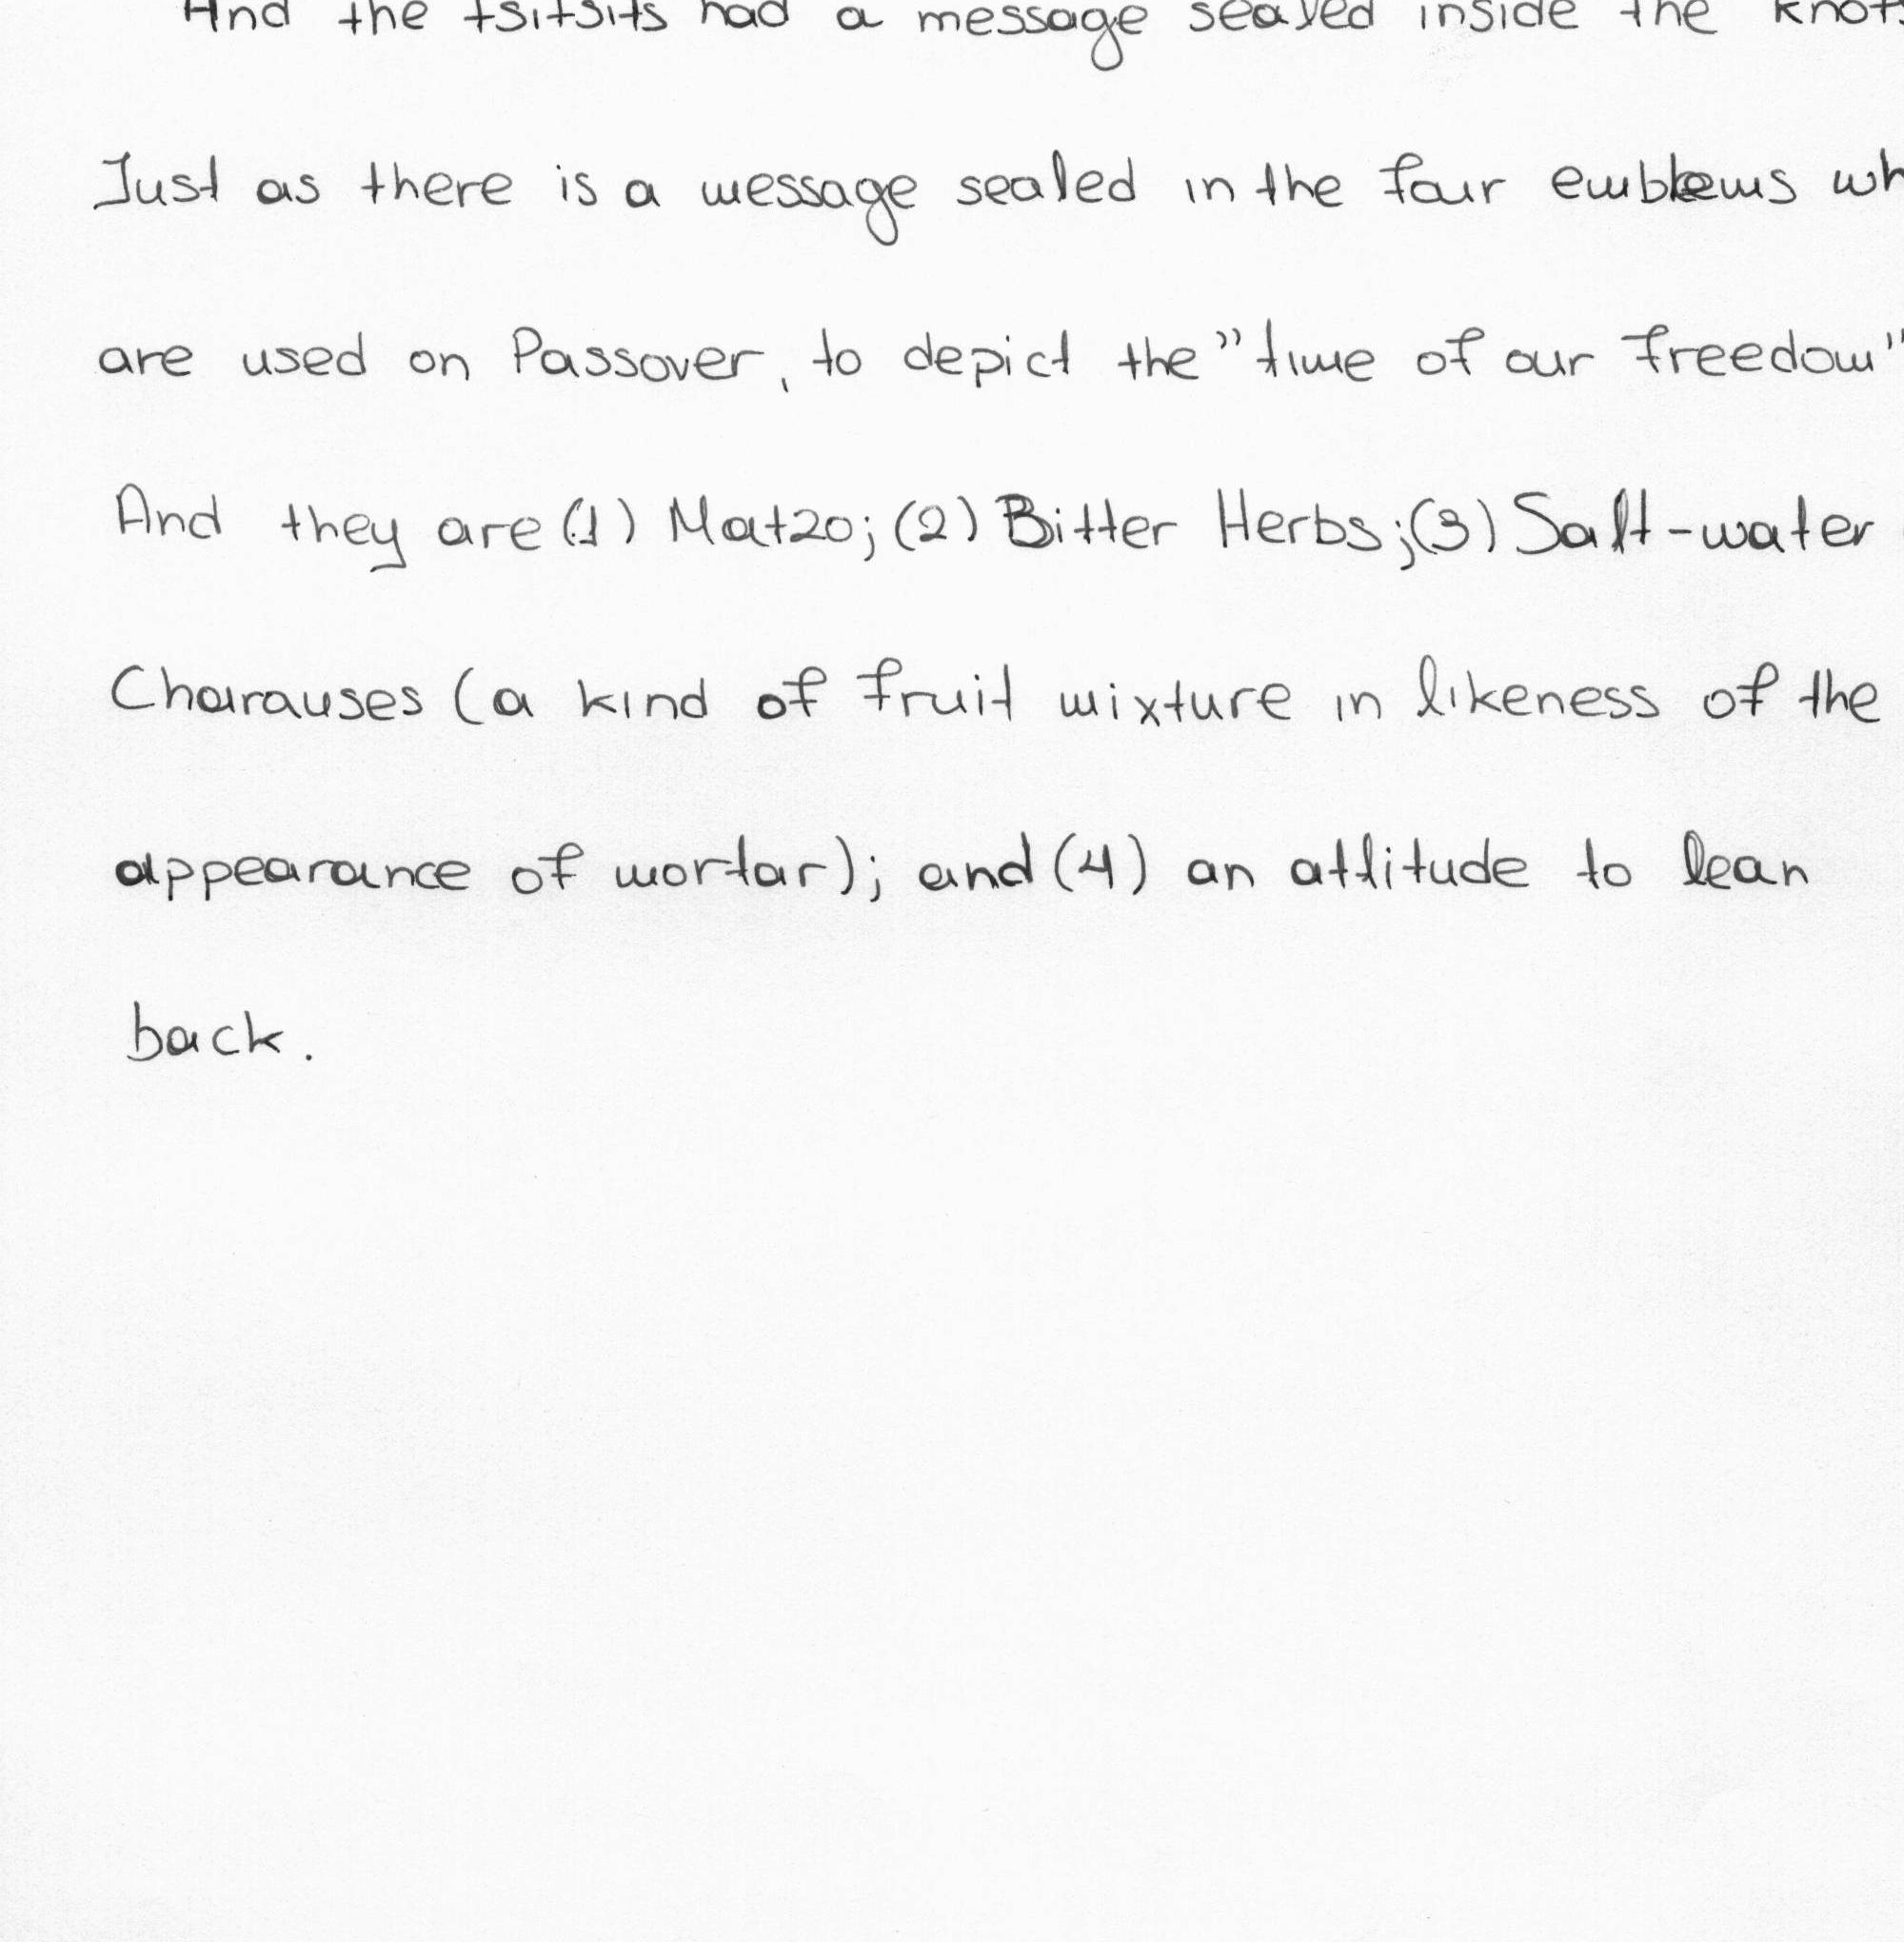 And the tsitsits had a message sealed inside the knots
Just as there is a message sealed in the four emblems wh
are used on Passover, to depict the "time of our freedom"
And they are (1) Matzo; (2) Bitter Herbs; (3) Salt-water
Charauses (a kind of fruit mixture in likeness of the
appearance of mortar); and (4) an attitude to lean
back.